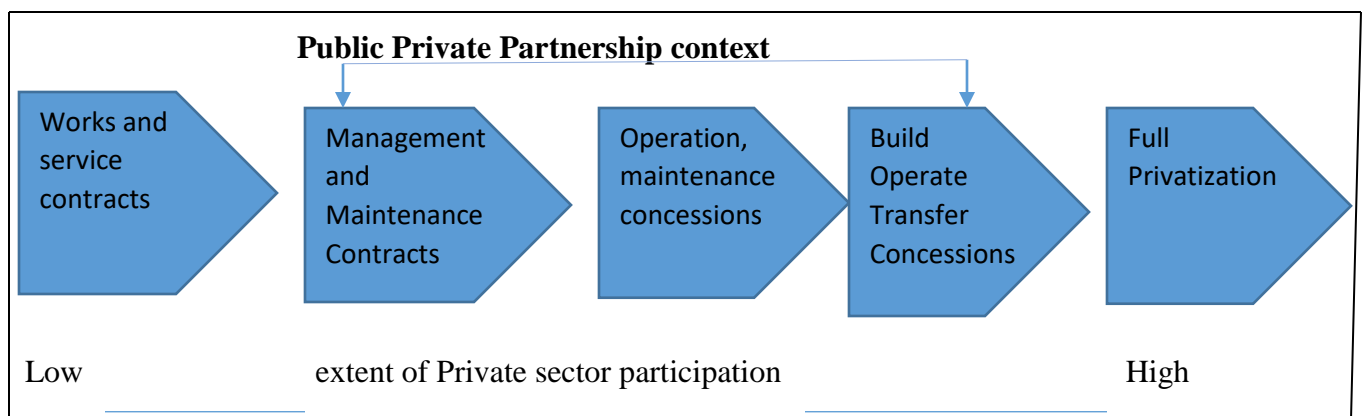 Public Private Partnership context
Works and
service
contracts
Management
and
Maintenance
Contracts
Operation,
maintenance
concessions
Build
Operate
Transfer
Concessions
Full
Privatization
Low extent of Private sector participation High